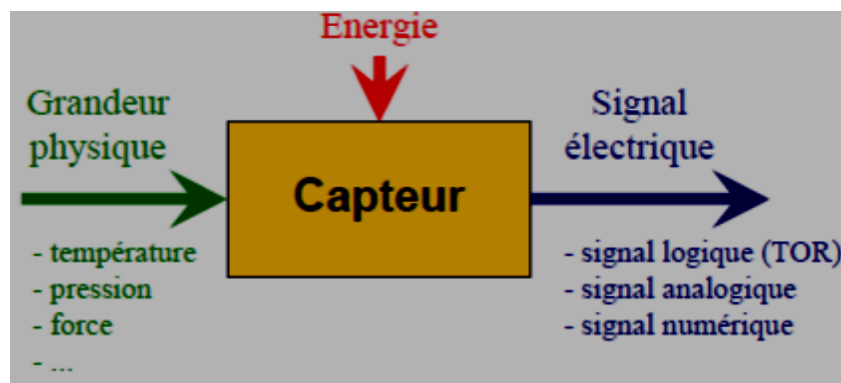 Energie
Grandeur
physique
Signal
électrique
Capteur
- température
- pression
- force
- ...
- signal logique (TOR)
- signal analogique
- signal numérique